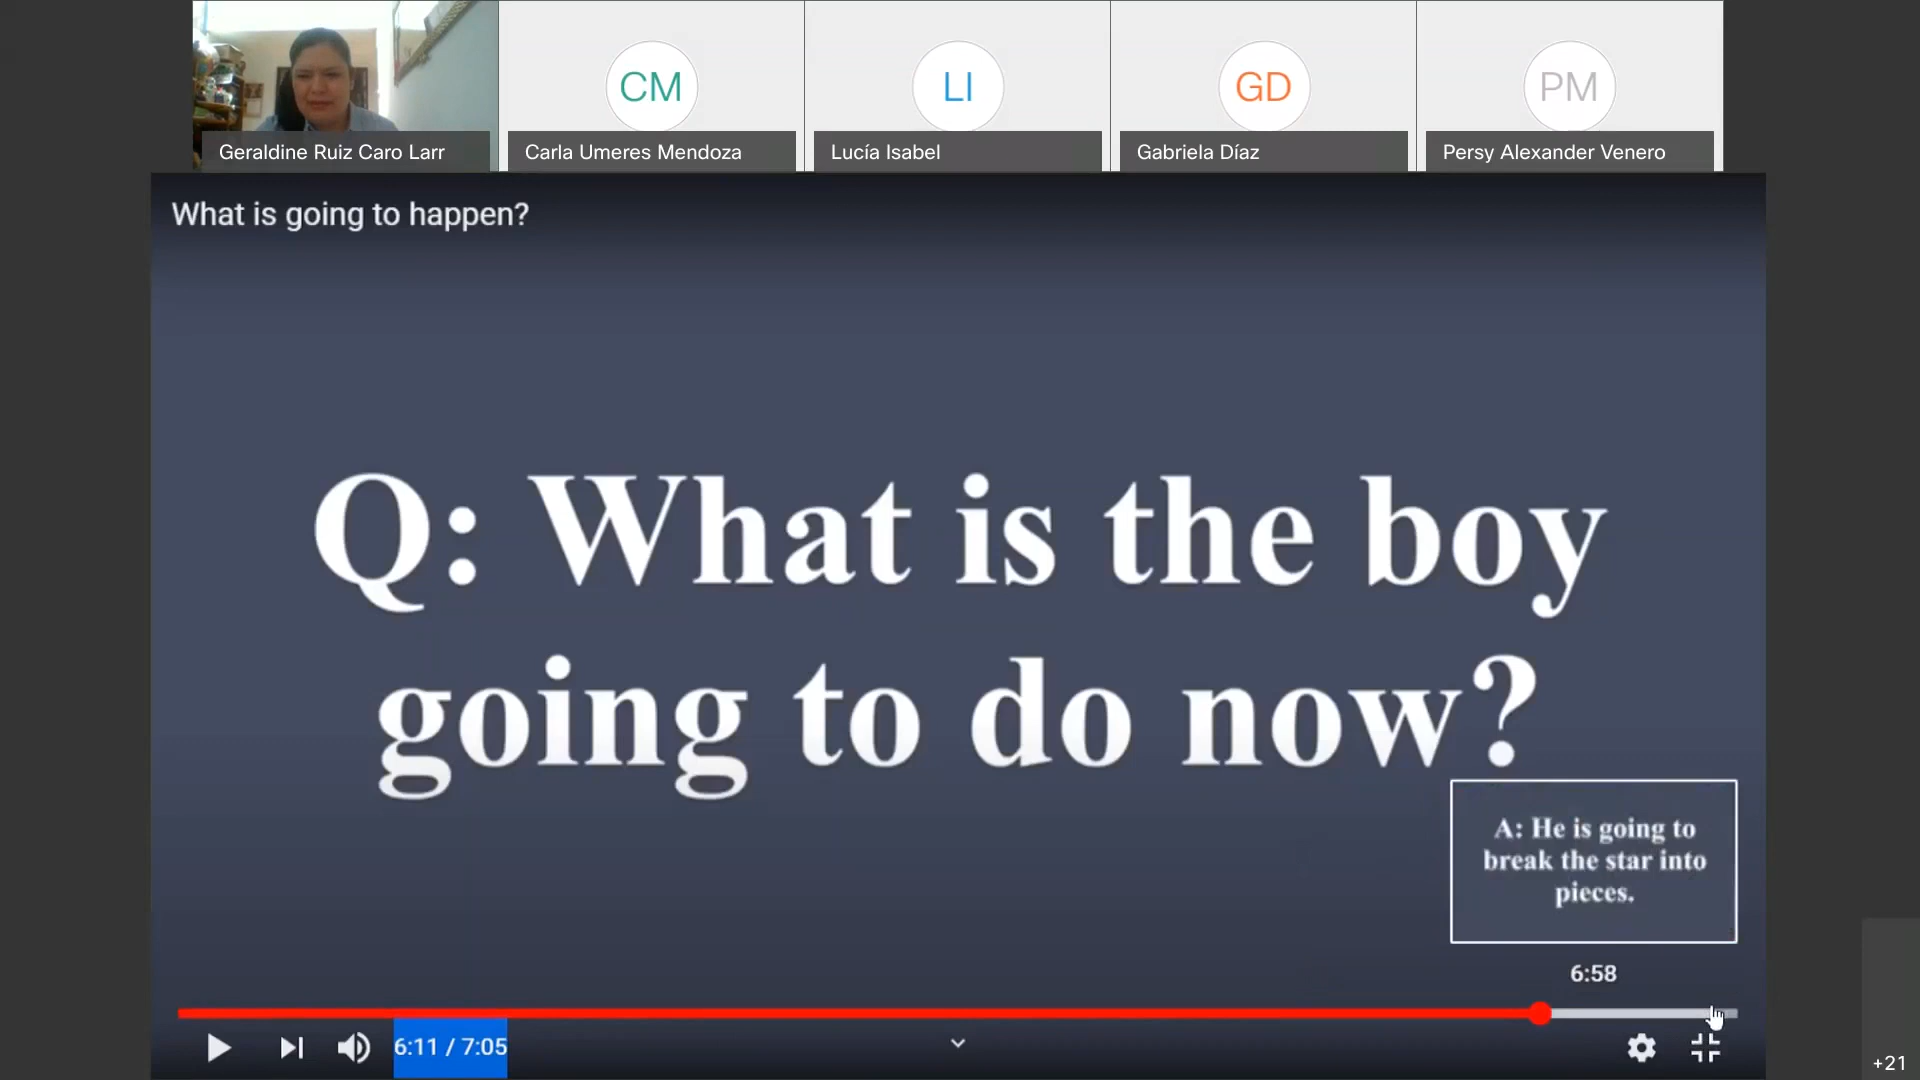 CM
LI
GD
PM
Geraldine Ruiz Caro Larr
Carla Umeres Mendoza
Lucía Isabel
Gabriela Díaz
Persy Alexander Venero
What is going to happen?
Q: What is the boy
going to do now?
A: He is going to
break the star into
pieces.
6:58
6:11 / 7:05
+21